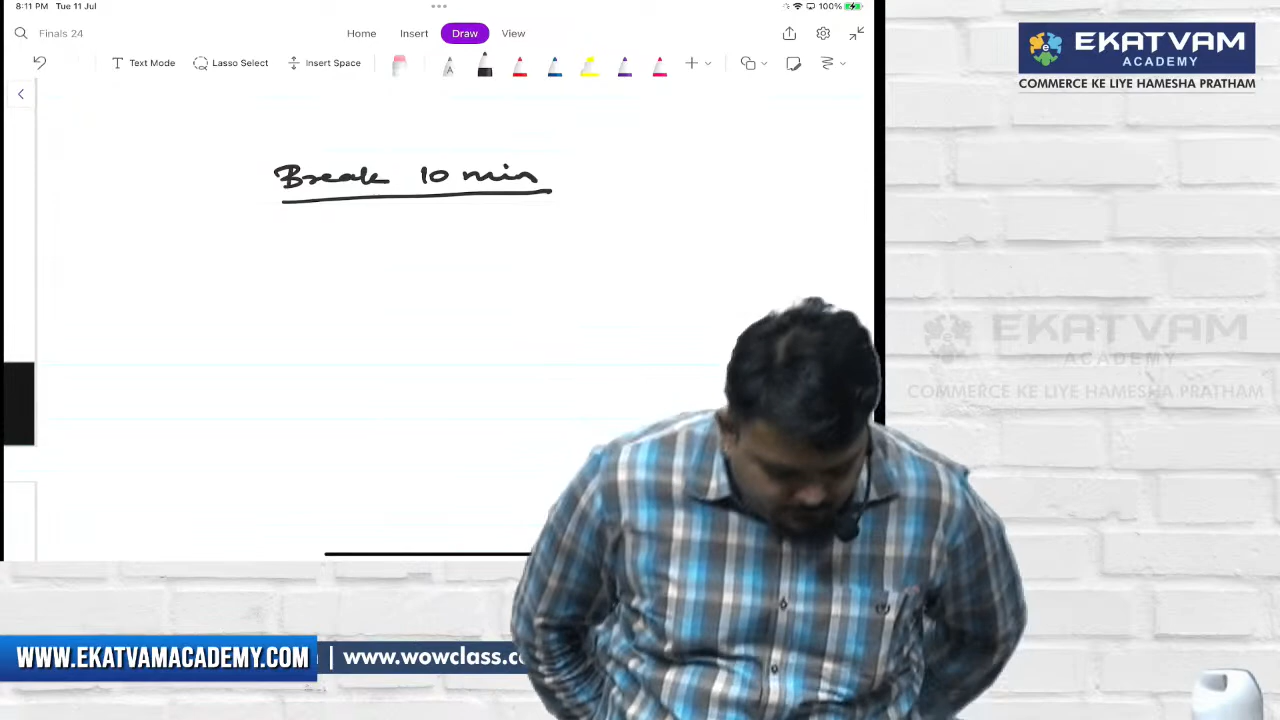 8:11 PM Tue 11 Jul
100%
Finals 24
Home Insert Draw View
Text Mode Lasso Select Insert Space
Break 10 min
EKATVAM
ACADEMY
COMMERCE KE LIYE HAMESHA PRATHAM
EKATVAM
ACADEMY
COMMERCE KE LIYE HAMESHA PRATHAM
WWW.EKATVAMACADEMY.COM | www.wowclass.co